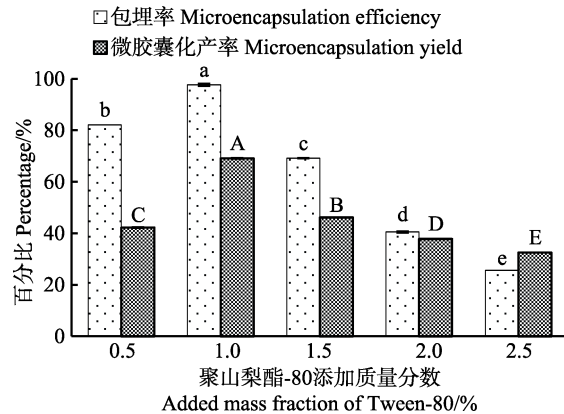 包埋率 Microencapsulation efficiency
微胶囊化产率 Microencapsulation yield
百分比 Percentage/%
100
80
60
40
20
0
b
C
a
A
c
B
d
D
e
E
0.5 1.0 1.5 2.0 2.5
聚山梨酯-80添加质量分数
Added mass fraction of Tween-80/%